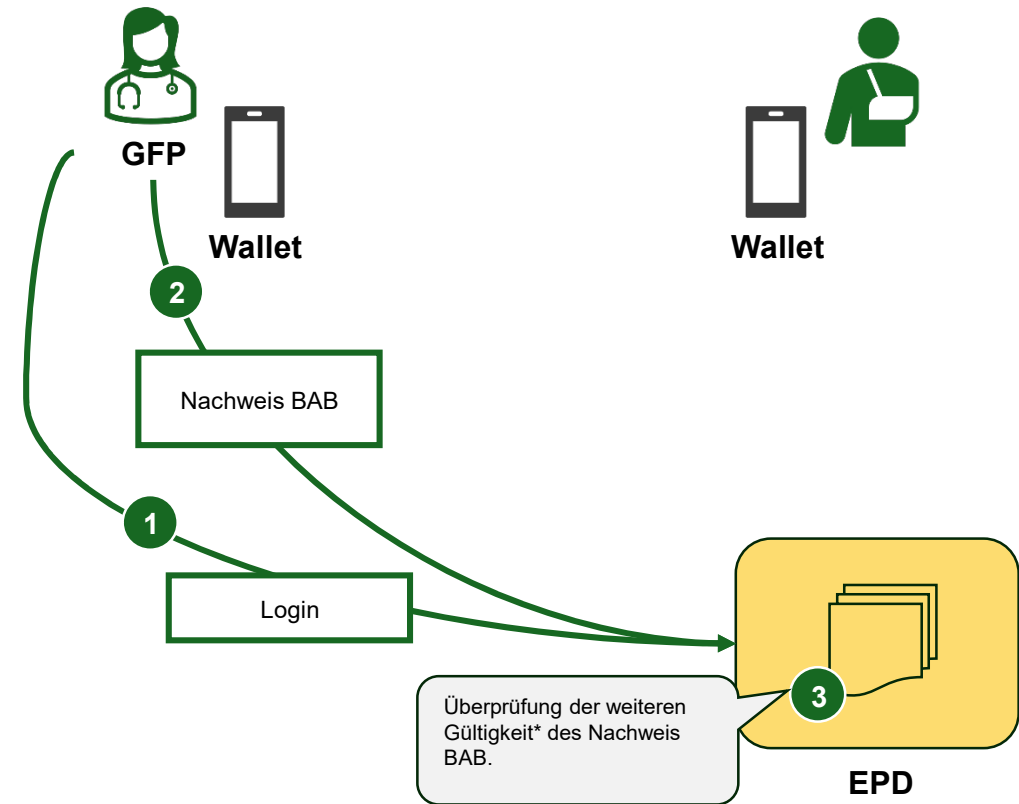 GFP
Wallet
Wallet
2
Nachweis BAB
1
Login
Überprüfung der weiteren
Gültigkeit* des Nachweis
BAB.
3
EPD